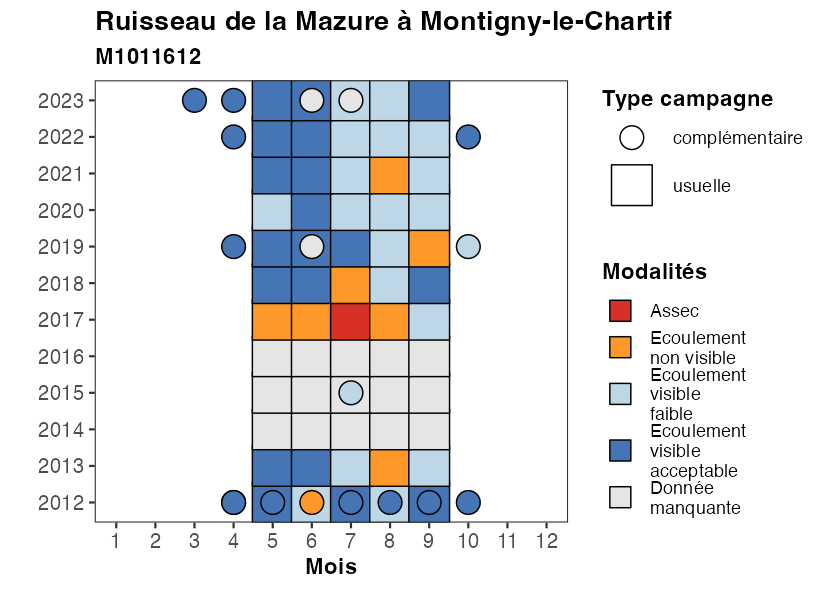 Ruisseau de la Mazure à Montigny-le-Chartif
M1011612
2023
2022
2021
2020
2019
2018
2017
2016
2015
2014
2013
2012
1 2 3 4 5 6 7 8 9 10 11 12
Mois
Type campagne
complémentaire
usuelle
Modalités
Assec
Ecoulement
non visible
Ecoulement
visible
faible
Ecoulement
visible
acceptable
Donnée
manquante